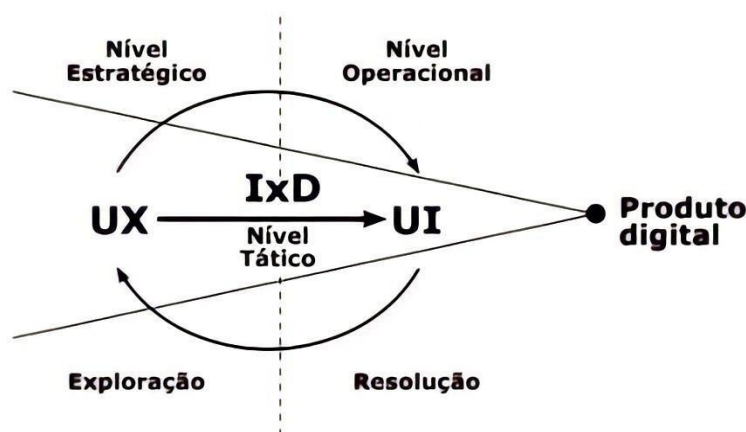 Nível
Estratégico
Nível
Operacional
IxD
UX
UI
Nível
Tático
Produto
digital
Exploração
Resolução